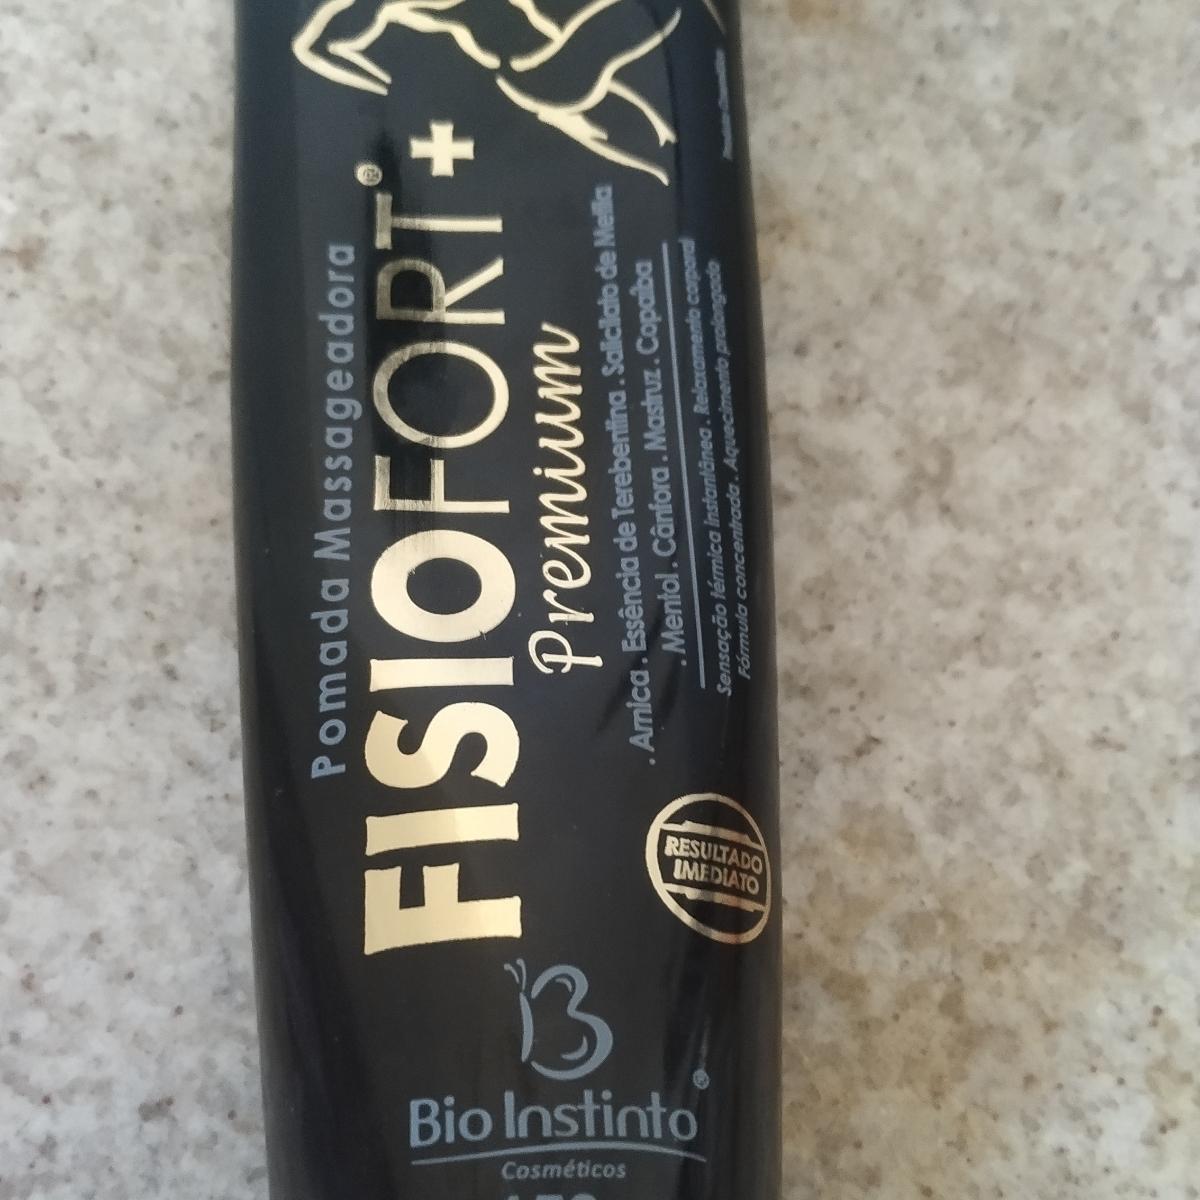 Pomada Massageadora
FISIOFORT®+
Premium
. Arnica . Essência de Terebentina . Salicilato de Metila
. Mentol . Cânfora . Mastruz . Copaíba
Sensação térmica instantânea . Relaxamento corporal
Fórmula concentrada . Aquecimento prolongado
RESULTADO
IMEDIATO
Bio Instinto®
Cosméticos